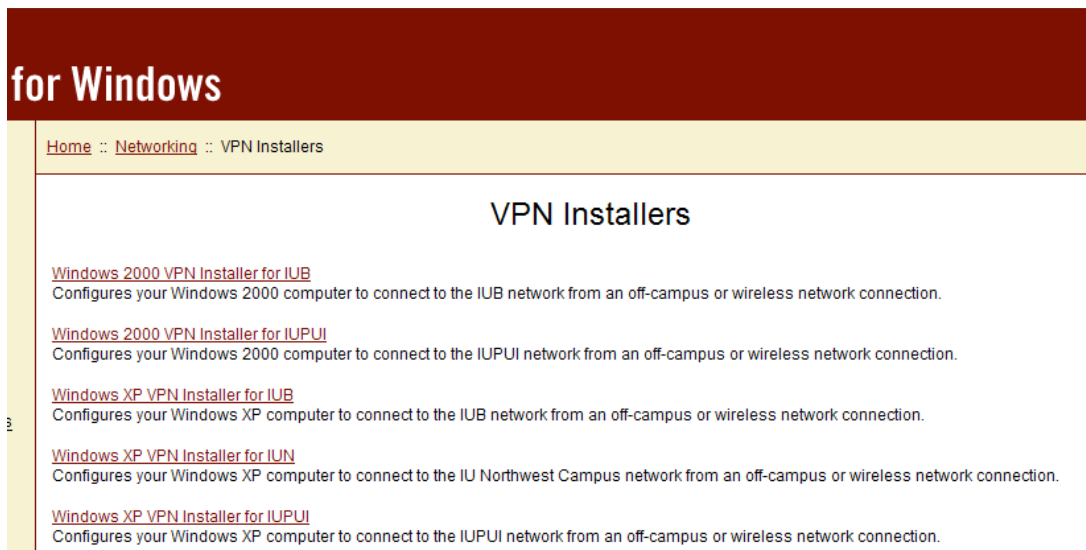 for Windows
Home :: Networking :: VPN Installers
VPN Installers
Windows 2000 VPN Installer for IUB
Configures your Windows 2000 computer to connect to the IUB network from an off-campus or wireless network connection.
Windows 2000 VPN Installer for IUPUI
Configures your Windows 2000 computer to connect to the IUPUI network from an off-campus or wireless network connection.
Windows XP VPN Installer for IUB
Configures your Windows XP computer to connect to the IUB network from an off-campus or wireless network connection.
s
Windows XP VPN Installer for IUN
Configures your Windows XP computer to connect to the IU Northwest Campus network from an off-campus or wireless network connection.
Windows XP VPN Installer for IUPUI
Configures your Windows XP computer to connect to the IUPUI network from an off-campus or wireless network connection.